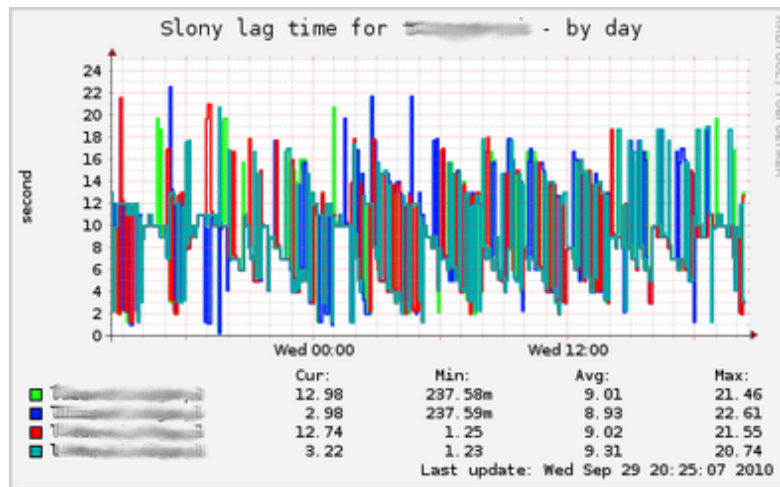 Slony lag time for - by day
24
22
20
18
16
14
12
10
8
6
4
2
0
second
Wed 00:00 Wed 12:00
Cur: Min: Avg: Max:
12.98 237.58m 9.01 21.46
2.98 237.59m 8.93 22.61
12.74 1.25 9.02 21.55
3.22 1.23 9.31 20.74
Last update: Wed Sep 29 20:25:07 2010